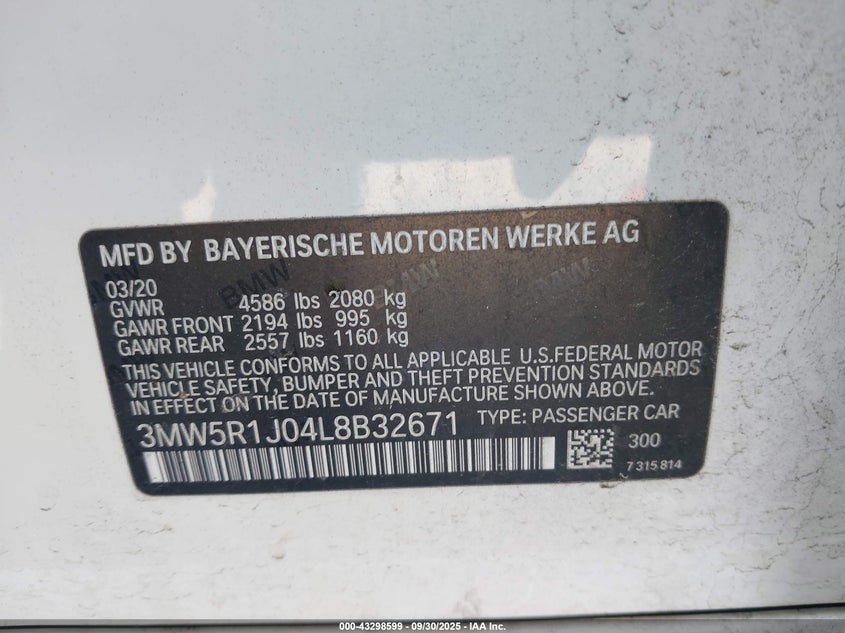 MFD BY BAYERISCHE MOTOREN WERKE AG
03/20
GVWR 4586 lbs 2080 kg
GAWR FRONT 2194 lbs 995 kg
GAWR REAR 2557 lbs 1160 kg
THIS VEHICLE CONFORMS TO ALL APPLICABLE U.S.FEDERAL MOTOR
VEHICLE SAFETY, BUMPER AND THEFT PREVENTION STANDARDS
IN EFFECT ON THE DATE OF MANUFACTURE SHOWN ABOVE.
3MW5R1J04L8B32671 TYPE: PASSENGER CAR
300
7 315 814
000-43298599 - 09/30/2025 - IAA Inc.